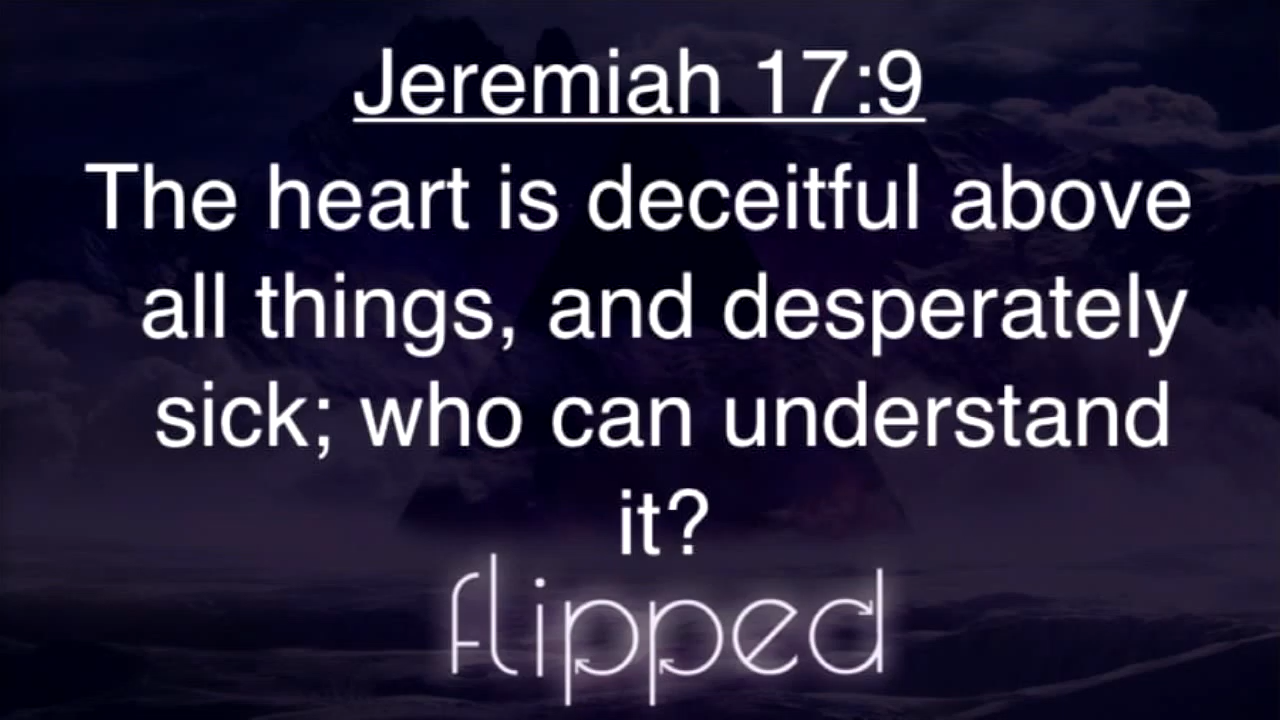 Jeremiah 17:9
The heart is deceitful above
all things, and desperately
sick; who can understand
it?
flipped